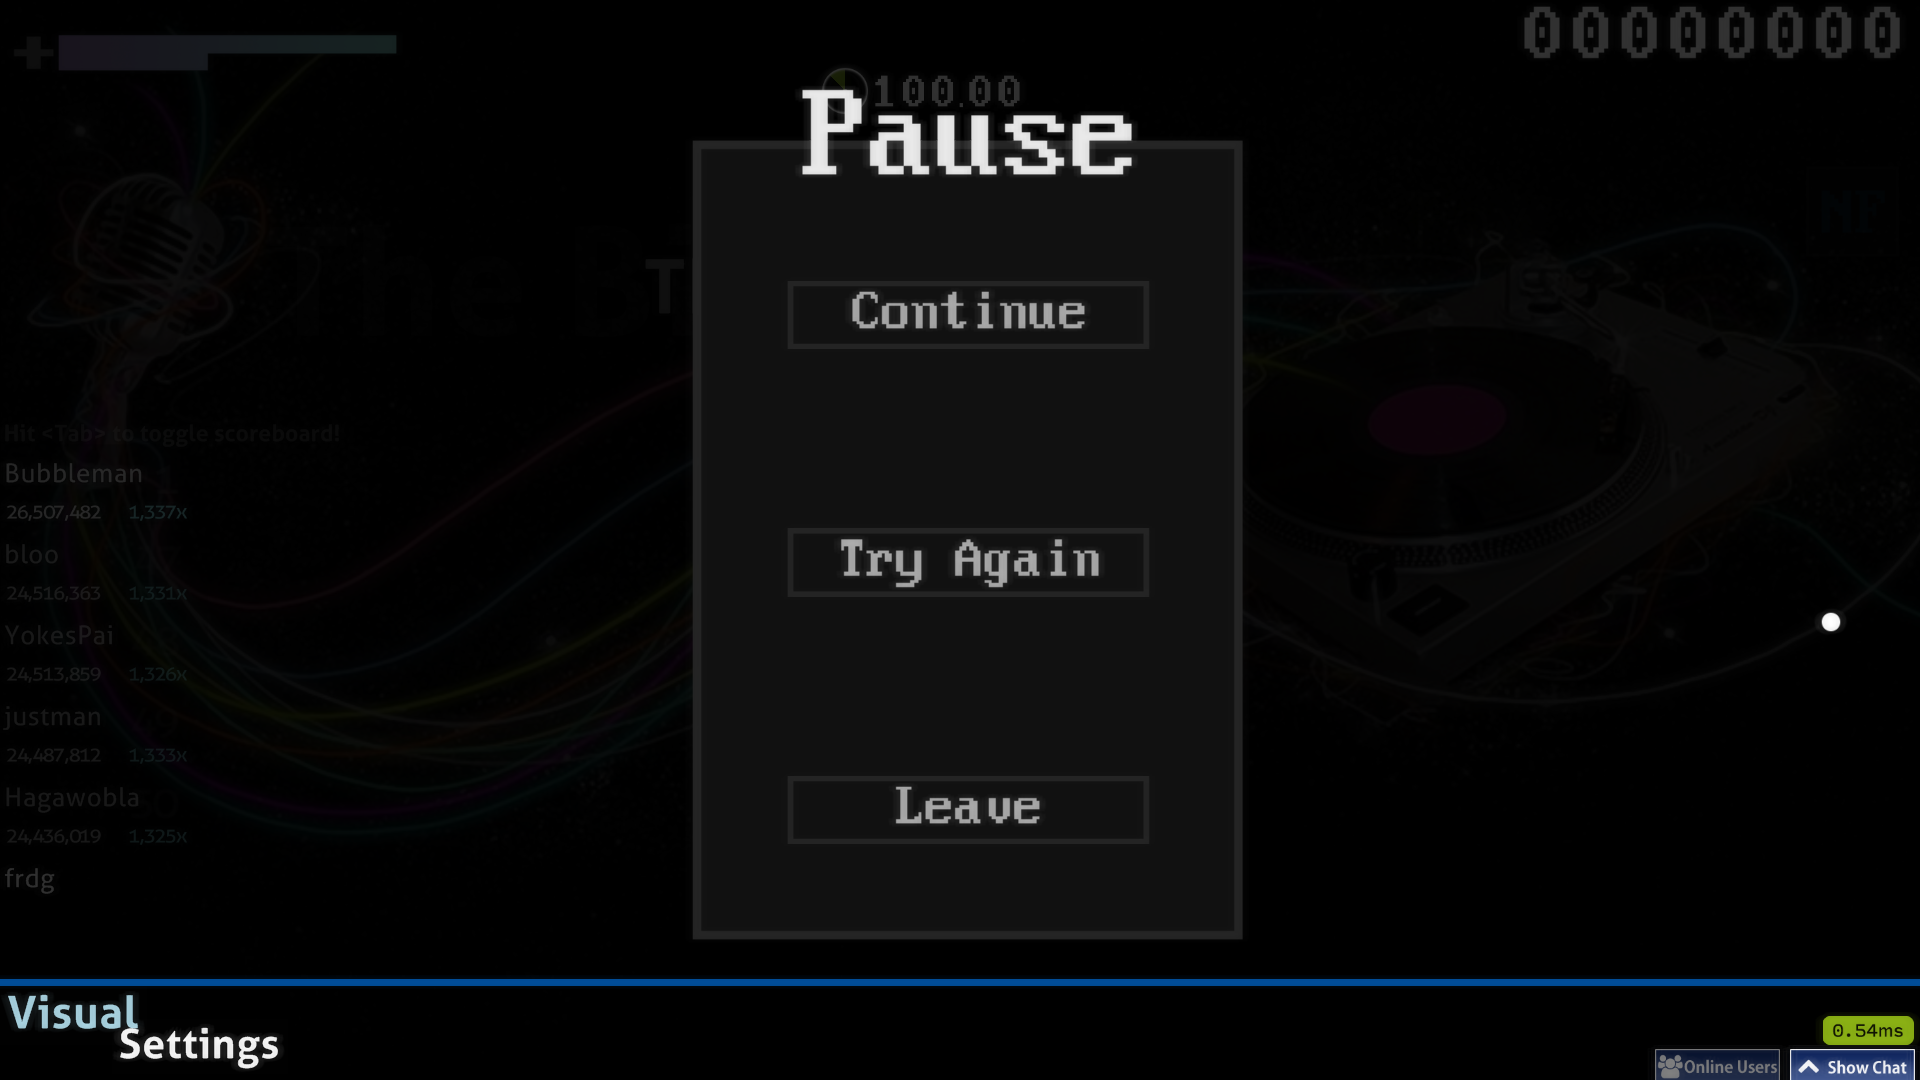 00000000
100.00
Pause
Continue
Hit <Tab> to toggle scoreboard!
Bubbleman
26,507,482 1,337x
bloo
24,516,363 1,331x
Try Again
YokesPai
24,513,859 1,326x
justman
24,487,812 1,333x
Hagawobla
24,436,019 1,325x
Leave
frdg
Visual
Settings
0.54ms
Online Users
Show Chat